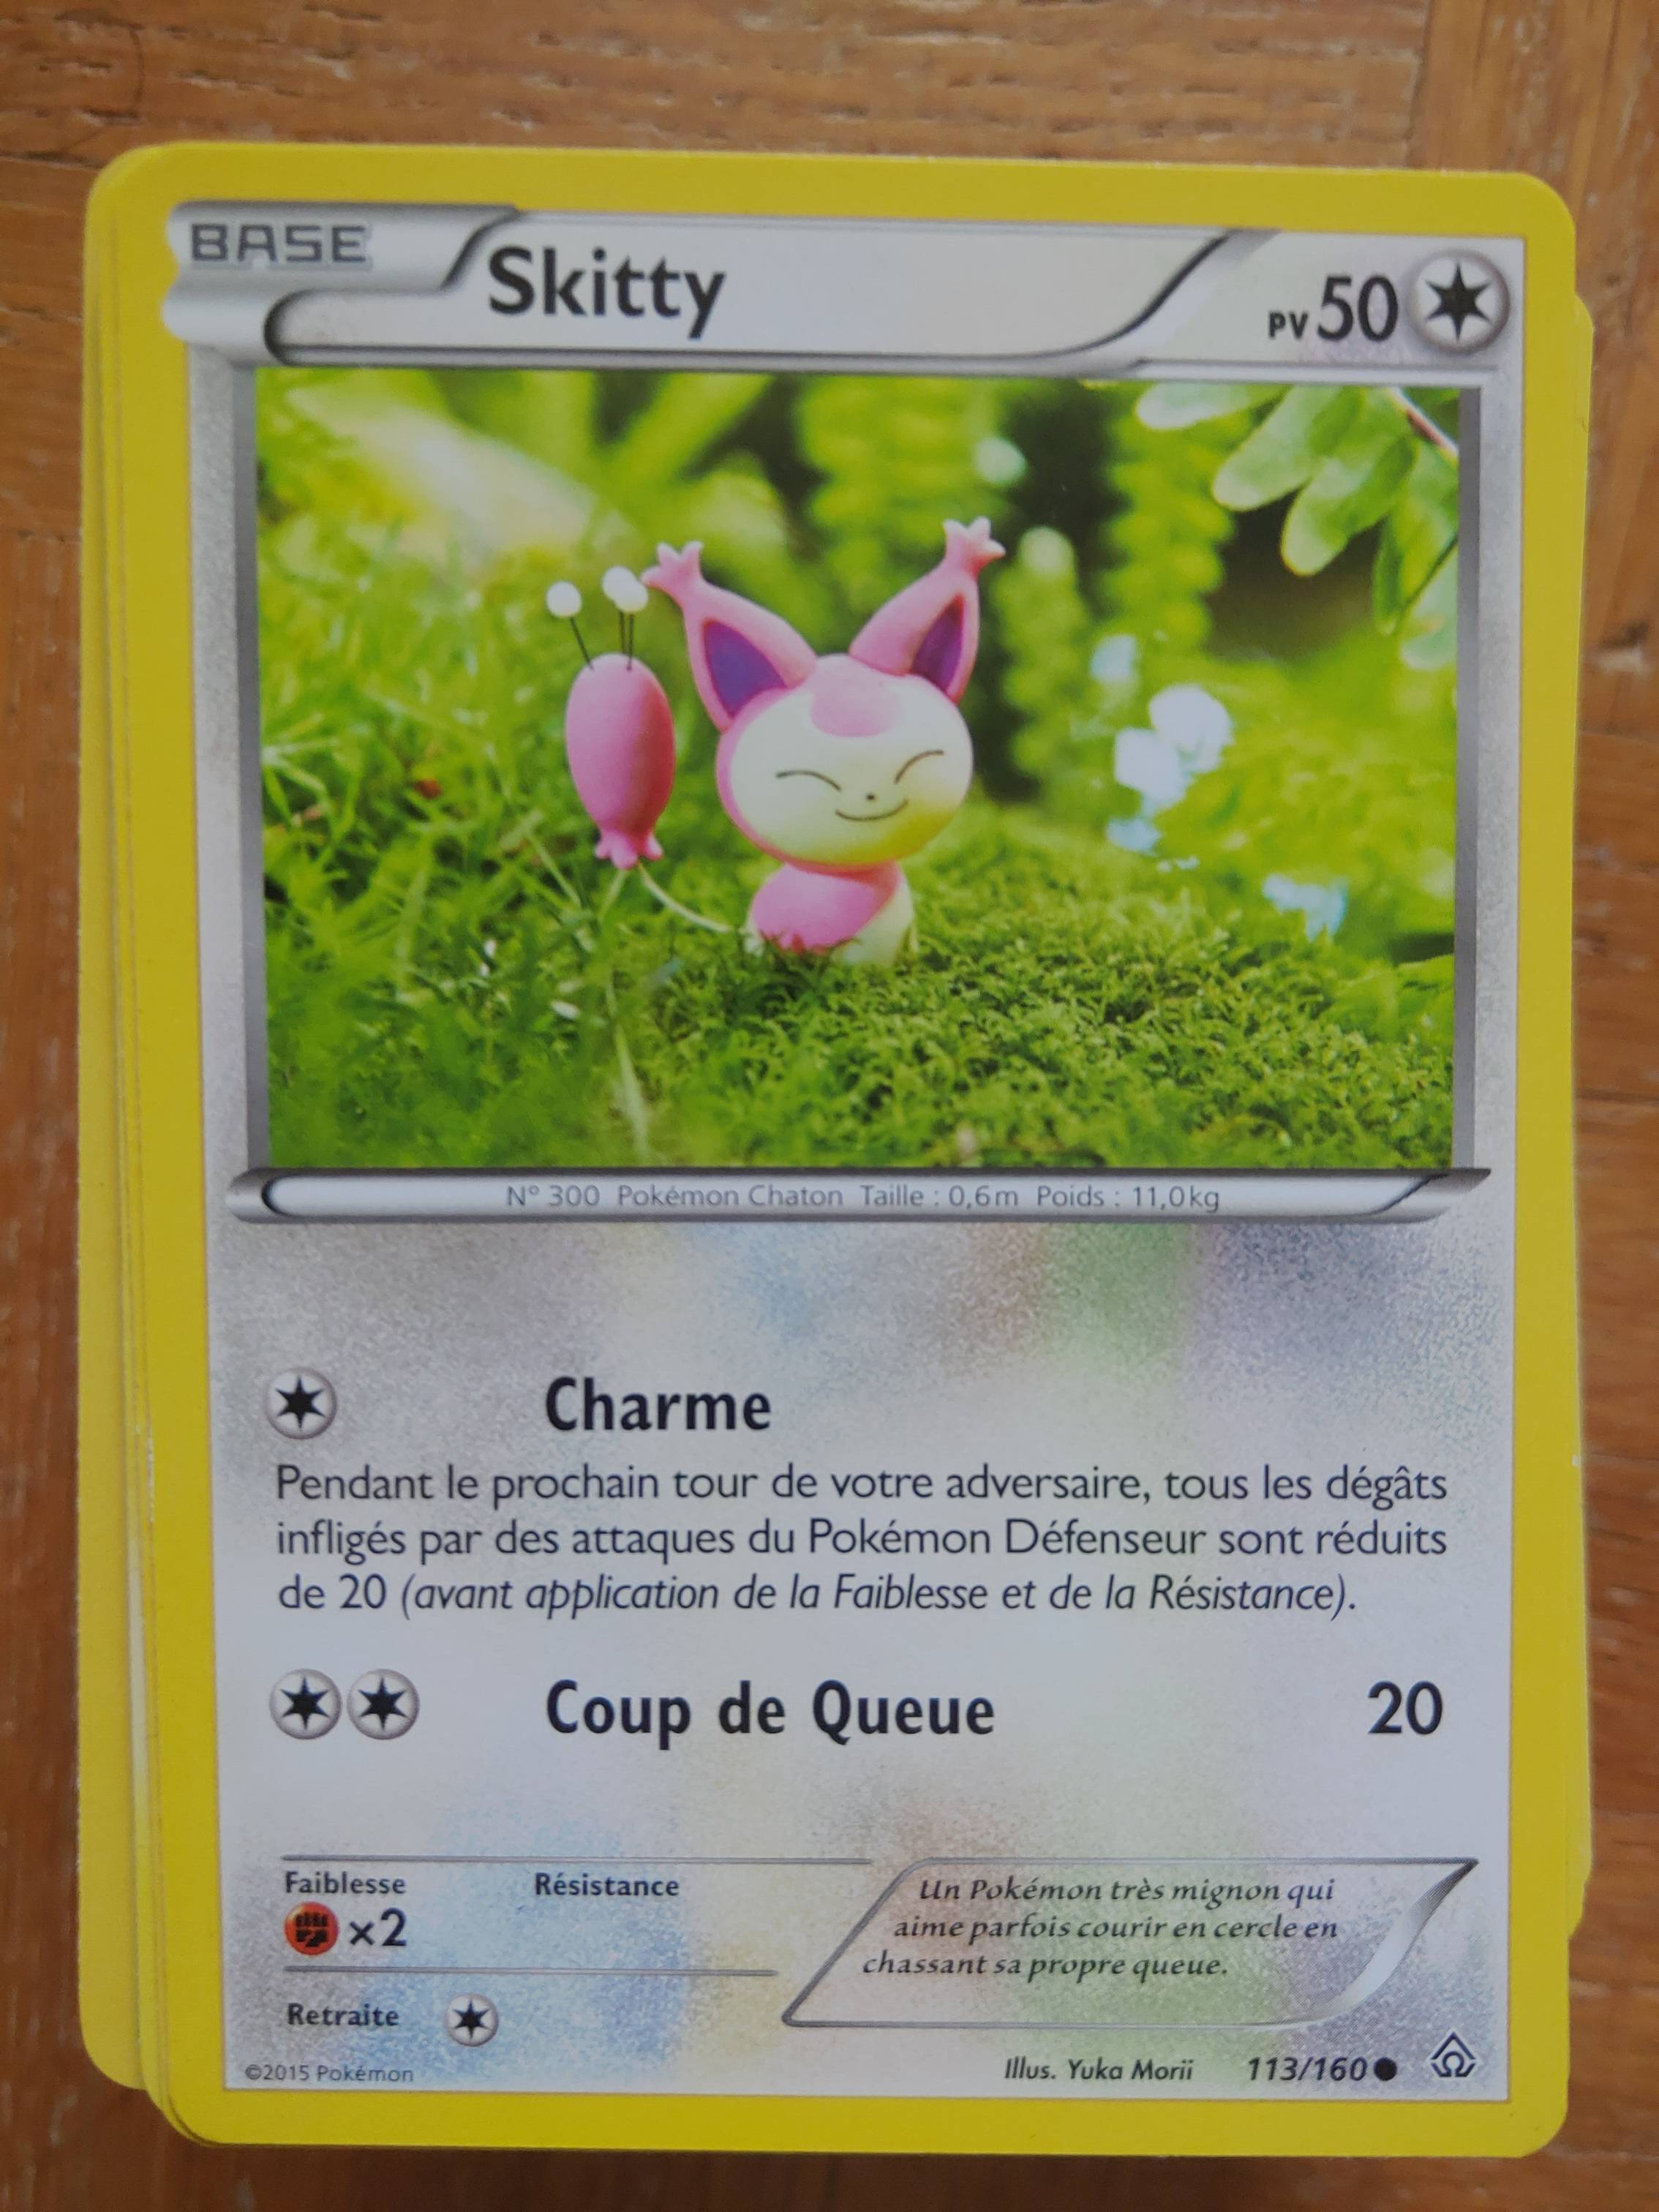 BASE
Skitty
PV 50
N° 300 Pokémon Chaton Taille : 0,6m Poids : 11,0kg
Charme
Pendant le prochain tour de votre adversaire, tous les dégâts
infligés par des attaques du Pokémon Défenseur sont réduits
de 20 (avant application de la Faiblesse et de la Résistance).
Coup de Queue 20
Faiblesse Résistance
×2
Un Pokémon très mignon qui
aime parfois courir en cercle en
chassant sa propre queue.
Retraite
©2015 Pokémon
Illus. Yuka Morii 113/160